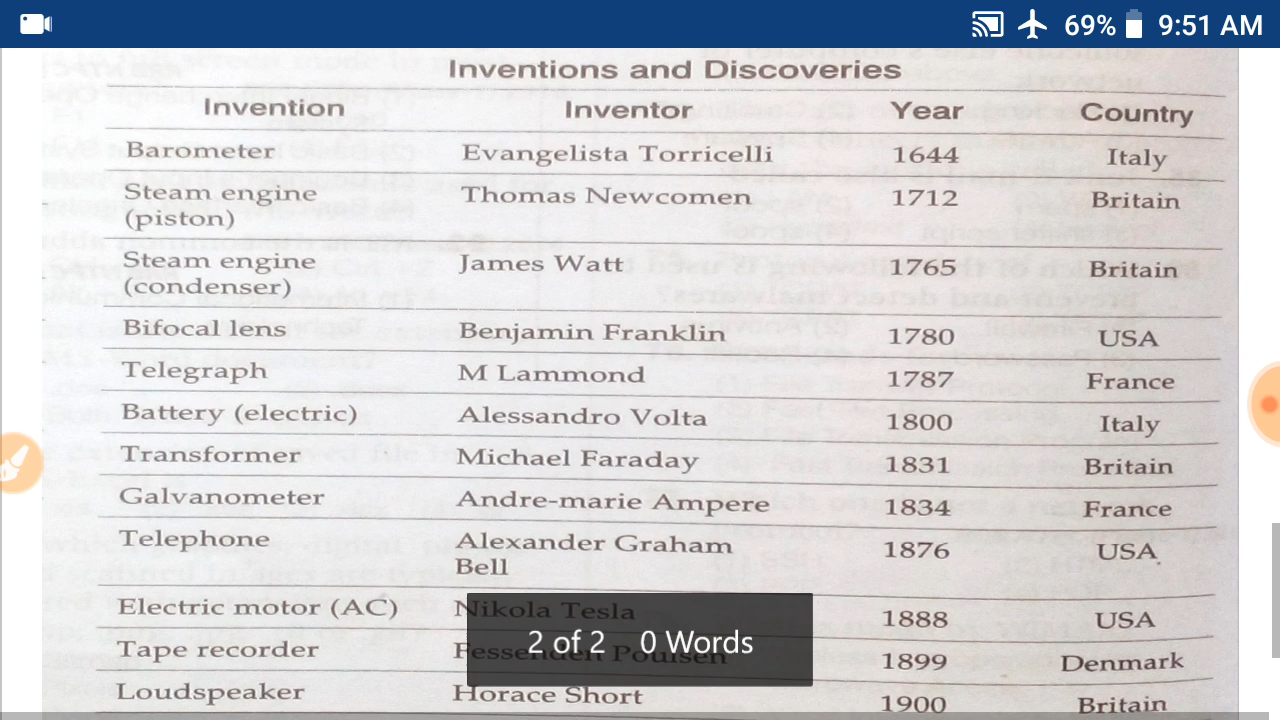 69% 9:51 AM
Inventions and Discoveries
Invention Inventor Year Country
Barometer Evangelista Torricelli 1644 Italy
Steam engine Thomas Newcomen 1712 Britain
(piston)
Steam engine James Watt 1765 Britain
(condenser)
Bifocal lens Benjamin Franklin 1780 USA
Telegraph M Lammond 1787 France
Battery (electric) Alessandro Volta 1800 Italy
Transformer Michael Faraday 1831 Britain
Galvanometer Andre-marie Ampere 1834 France
Telephone Alexander Graham 1876 USA
Bell
Electric motor (AC) Nikola Tesla 1888 USA
Tape recorder Fessenden Poulsen 1899 Denmark
2 of 2 0 Words
Loudspeaker Horace Short 1900 Britain